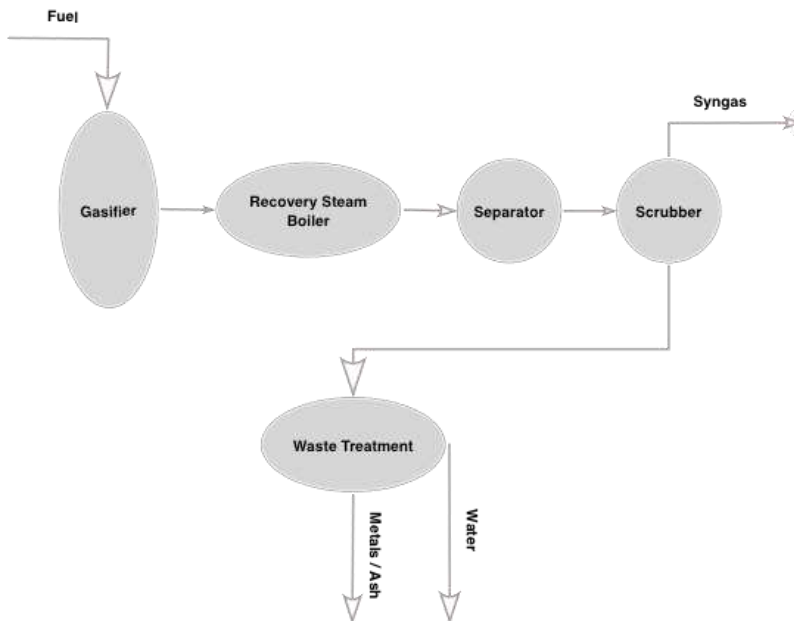 Fuel
Syngas
Gasifier
Recovery Steam
Boiler
Separator
Scrubber
Waste Treatment
Metals / Ash
Water